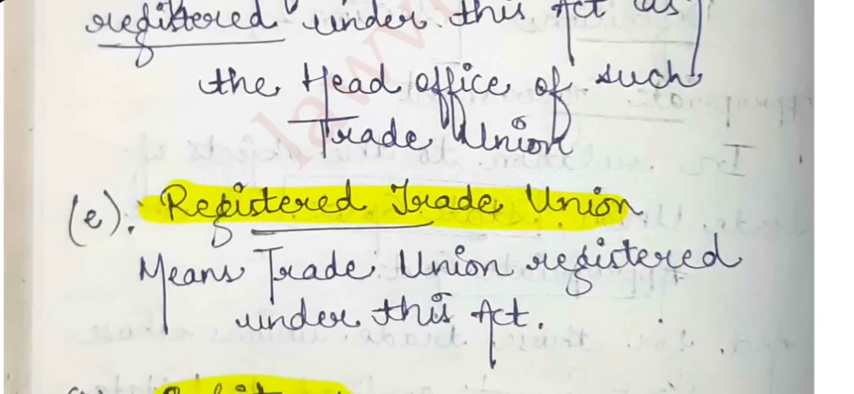 registered under this Act as
the Head office of such
Trade Union
(e). Registered Trade Union
Means Trade Union registered
under this Act.